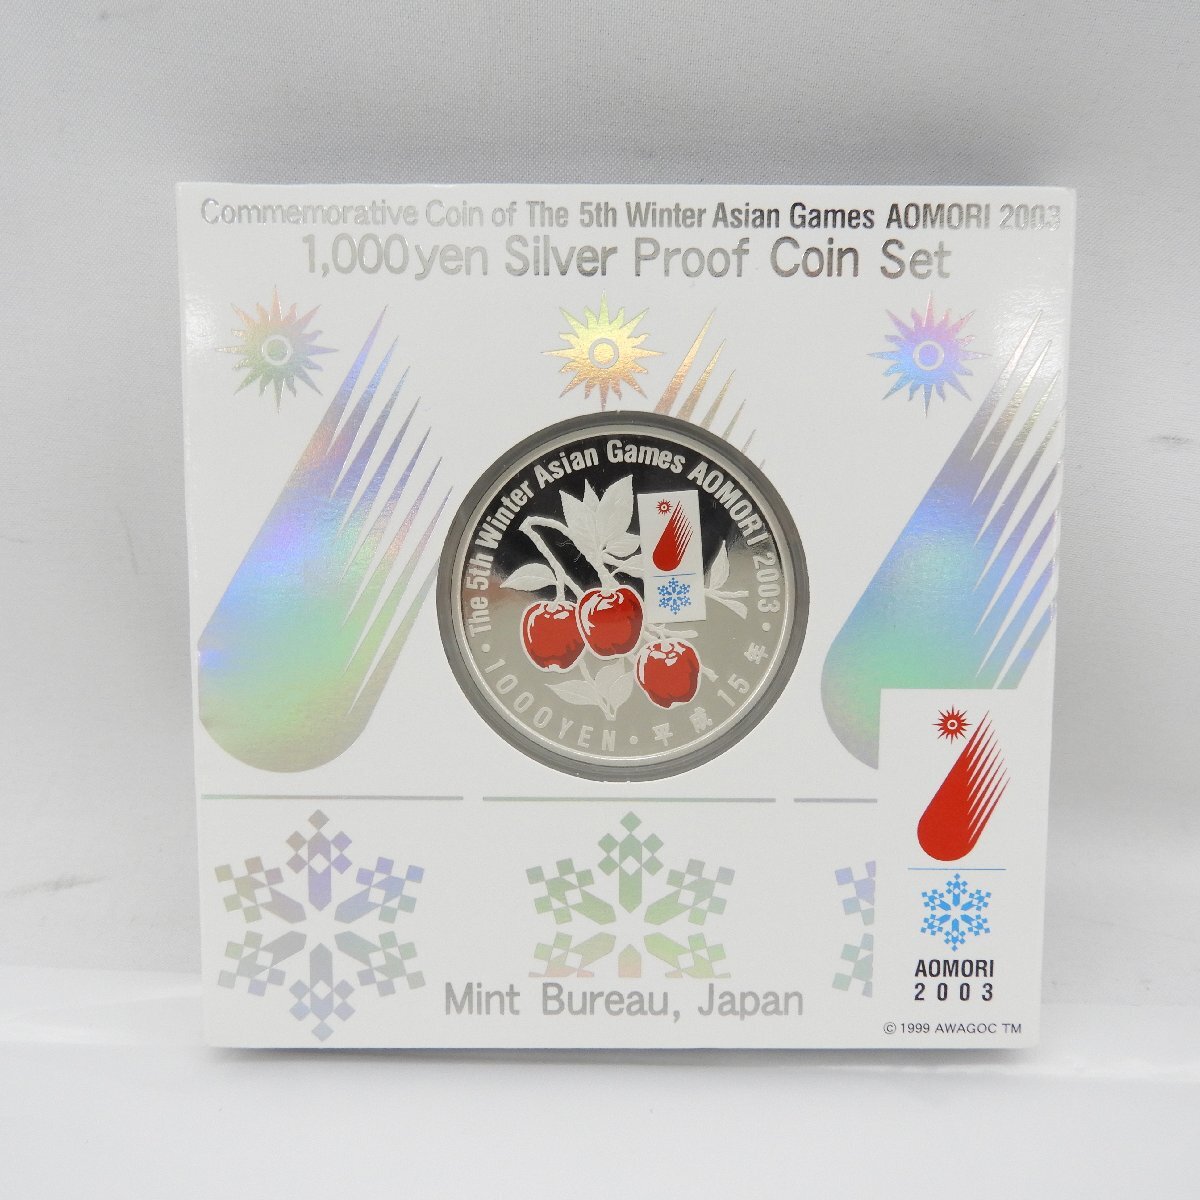 Commemorative Coin of The 5th Winter Asian Games AOMORI 2003
1,000yen Silver Proof Coin Set
·The 5th Winter Asian Games AOMORI 2003·
1000YEN·平成15年
AOMORI
2003
Mint Bureau, Japan
© 1999 AWAGOC TM